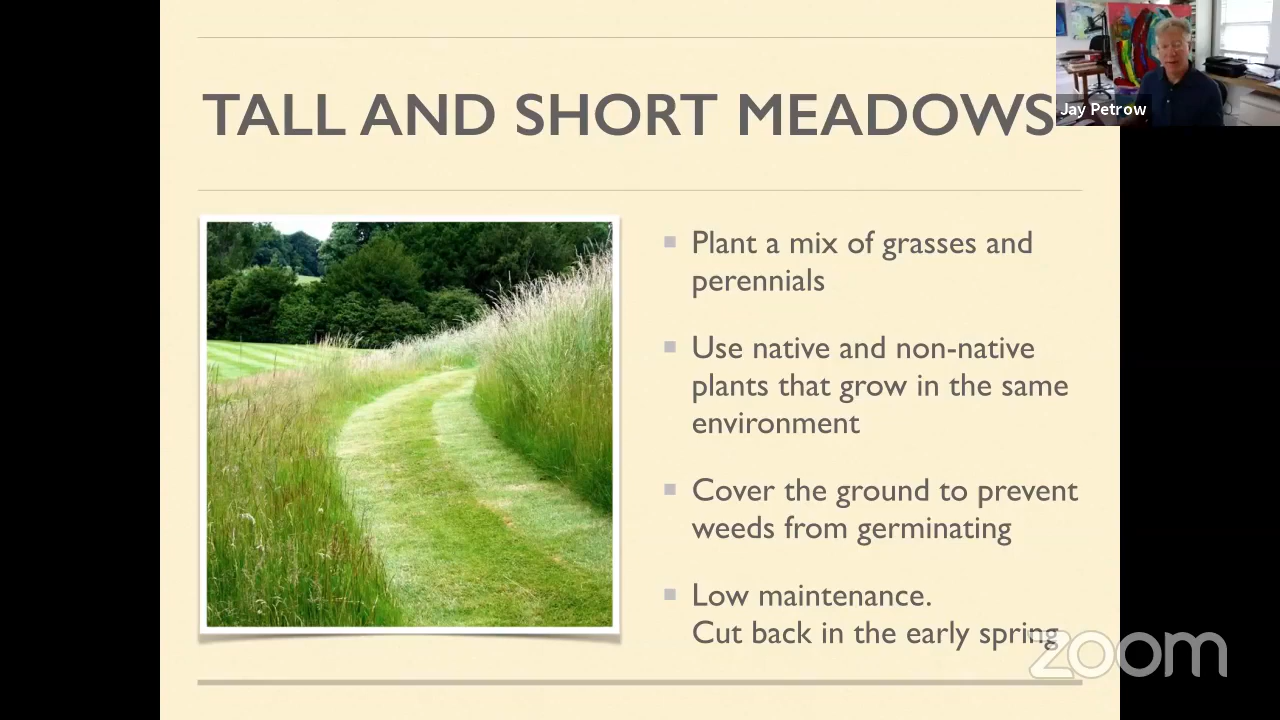 TALL AND SHORT MEADOWS
Jay Petrow
Plant a mix of grasses and
perennials
Use native and non-native
plants that grow in the same
environment
Cover the ground to prevent
weeds from germinating
Low maintenance.
Cut back in the early spring
zoom